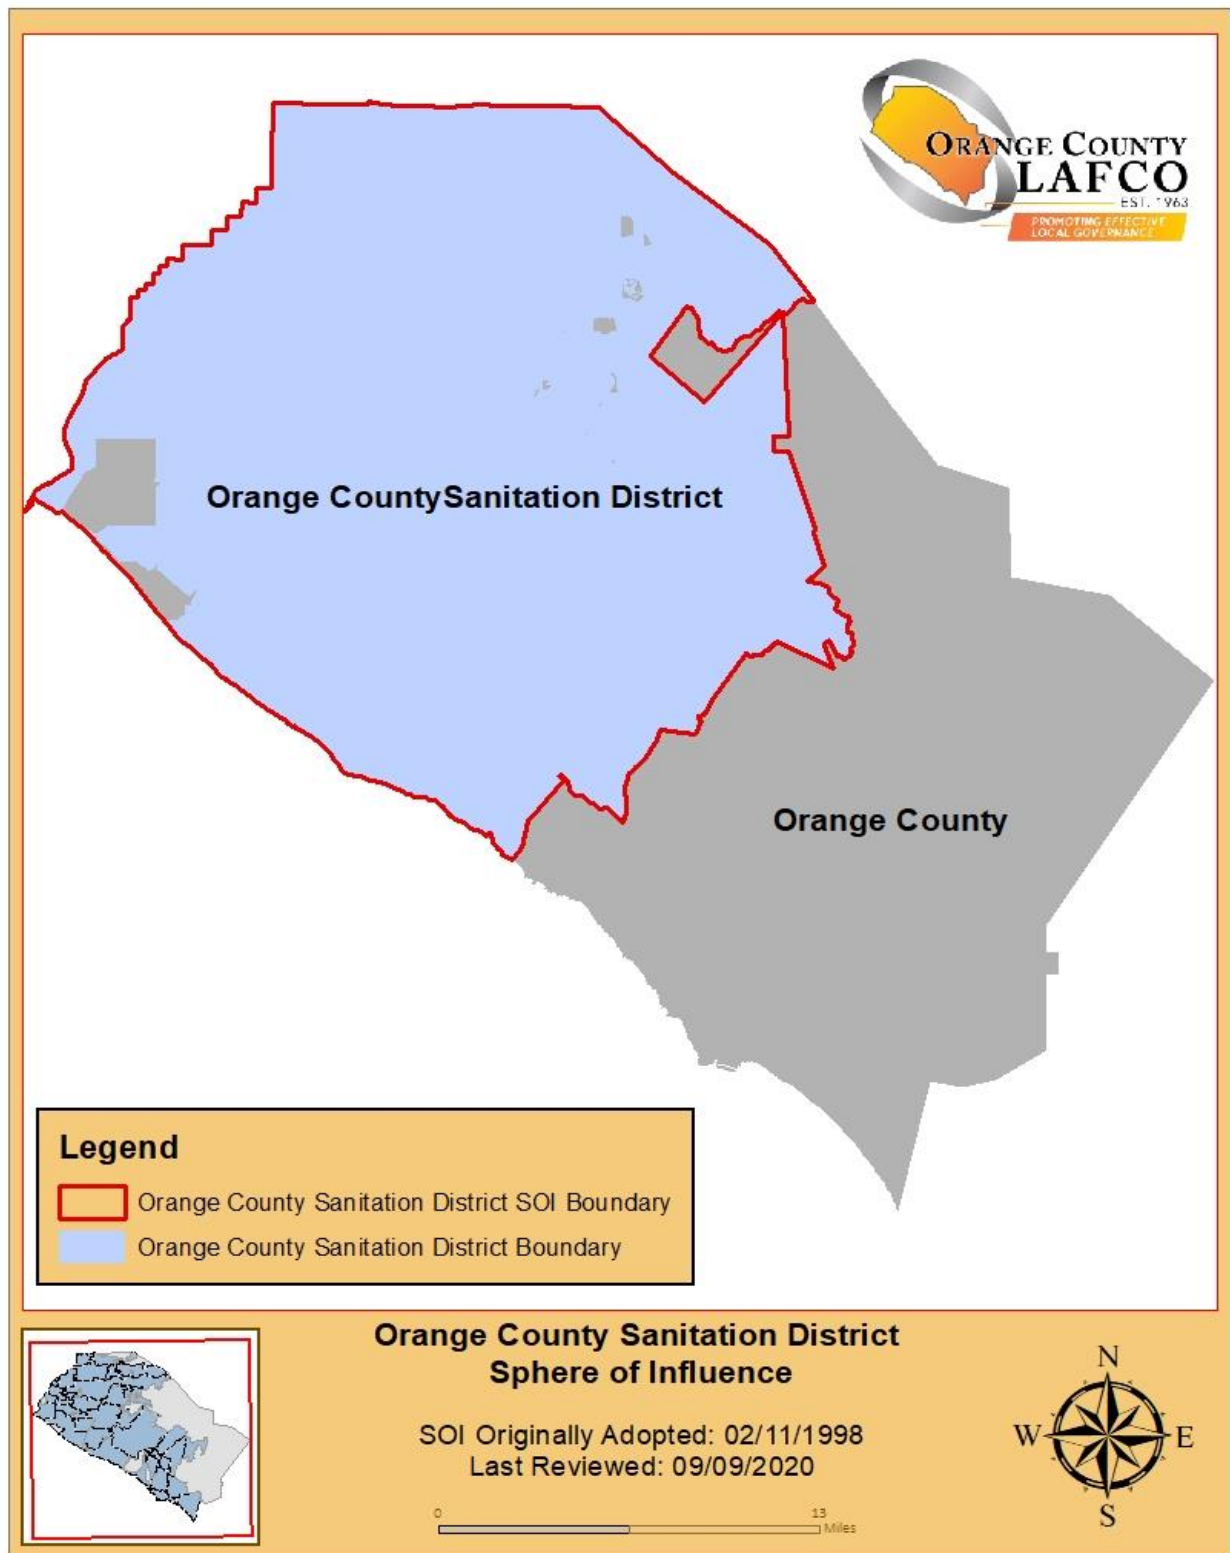 ORANGE COUNTY
LAFCO
EST. 1963
PROMOTING EFFECTIVE
LOCAL GOVERNANCE
Orange CountySanitation District
Orange County
Legend
Orange County Sanitation District SOI Boundary
Orange County Sanitation District Boundary
Orange County Sanitation District
Sphere of Influence
SOI Originally Adopted: 02/11/1998
Last Reviewed: 09/09/2020
0 13
Miles
N
W E
S